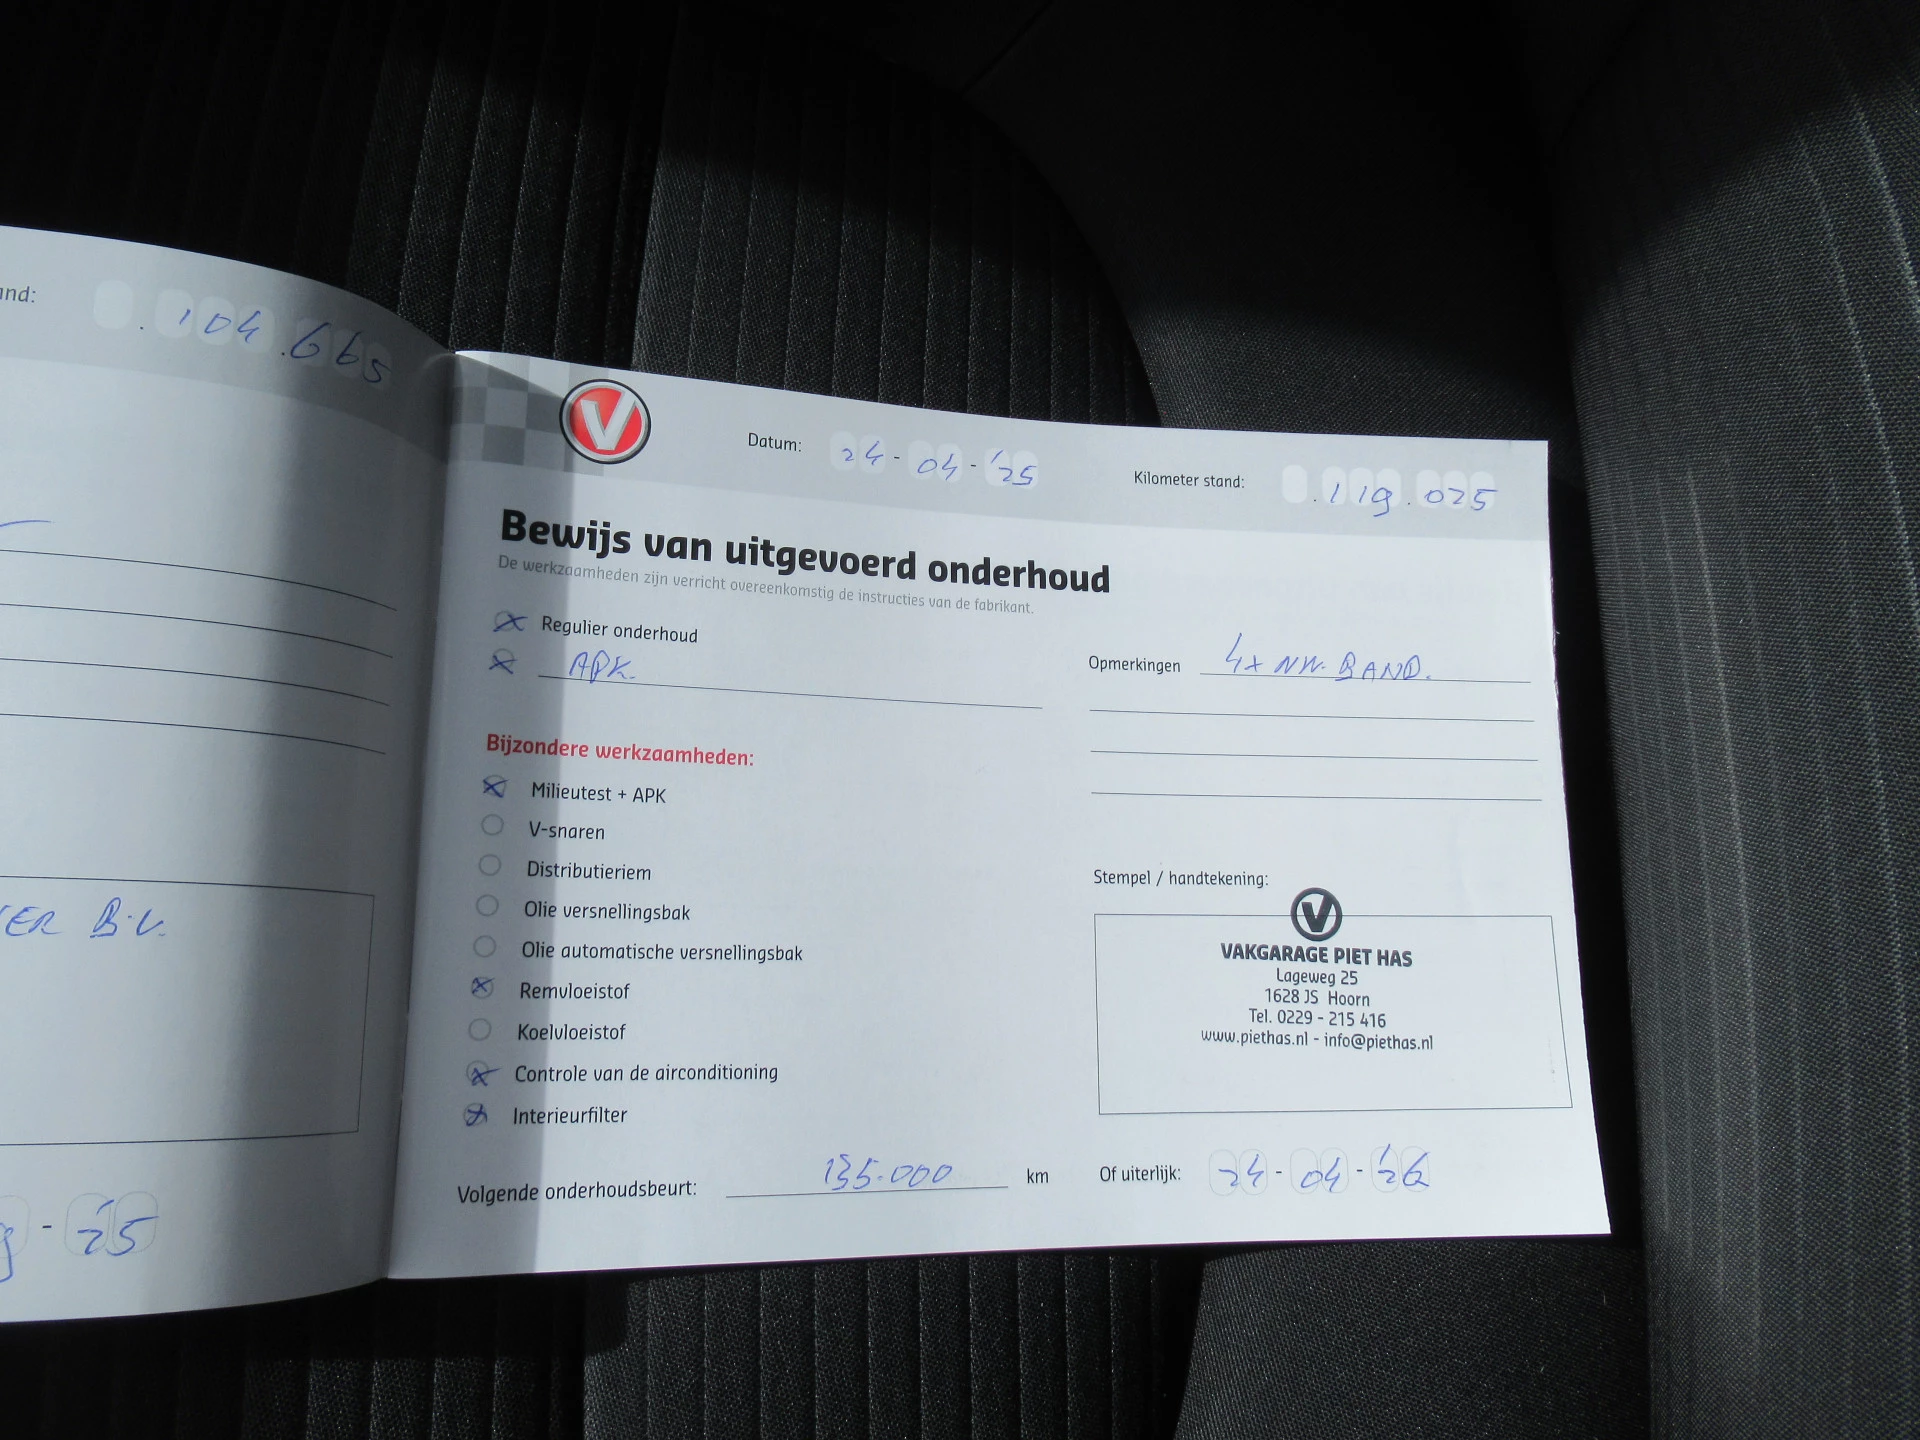 and:
.104.665
ER B.V.
- '25
V
Datum: 24-04-'25
Kilometer stand: .119.025
Bewijs van uitgevoerd onderhoud
De werkzaamheden zijn verricht overeenkomstig de instructies van de fabrikant.
Regulier onderhoud
APK.
Opmerkingen 4x NW. BAND.
Bijzondere werkzaamheden:
Milieutest + APK
V-snaren
Distributieriem
Olie versnellingsbak
Olie automatische versnellingsbak
Remvloeistof
Koelvloeistof
Controle van de airconditioning
Interieurfilter
Stempel / handtekening:
V
VAKGARAGE PIET HAS
Lageweg 25
1628 JS Hoorn
Tel. 0229 - 215 416
www.piethas.nl - info@piethas.nl
Volgende onderhoudsbeurt: 135.000 km
Of uiterlijk: 24-04-'26